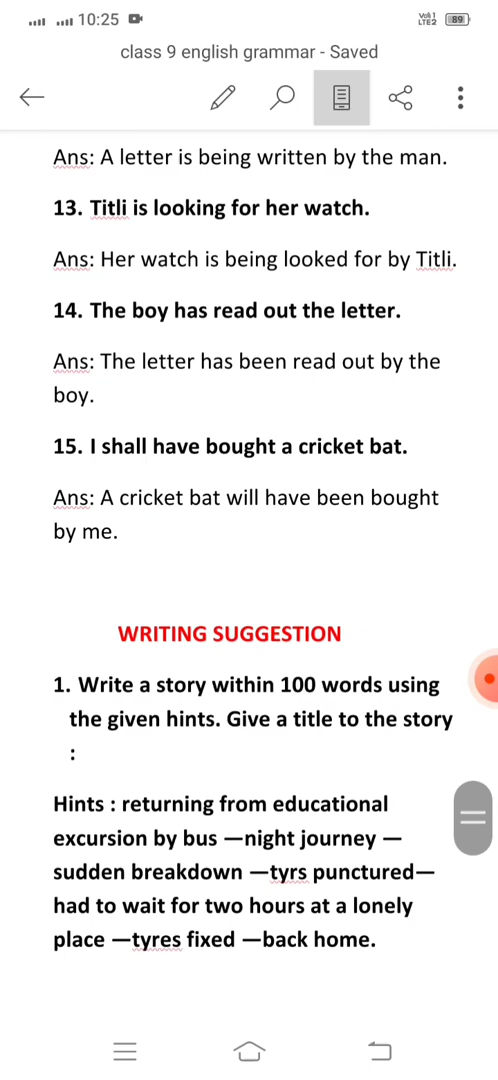 10:25
Vo1) LTE2 89
class 9 english grammar - Saved
Ans: A letter is being written by the man.
13. Titli is looking for her watch.
Ans: Her watch is being looked for by Titli.
14. The boy has read out the letter.
Ans: The letter has been read out by the
boy.
15. I shall have bought a cricket bat.
Ans: A cricket bat will have been bought
by me.
WRITING SUGGESTION
1. Write a story within 100 words using
the given hints. Give a title to the story
:
Hints : returning from educational
excursion by bus —night journey —
sudden breakdown —tyrs punctured—
had to wait for two hours at a lonely
place —tyres fixed —back home.